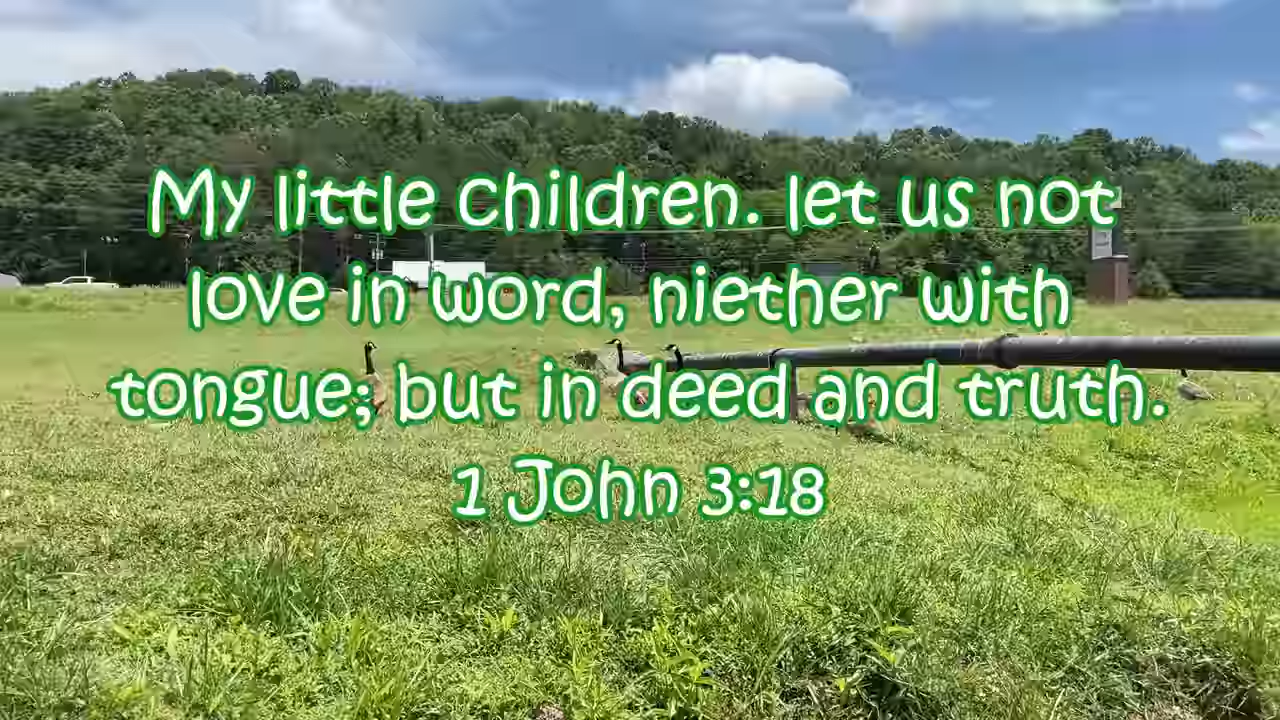 My little children. let us not
love in word, niether with
tongue; but in deed and truth.
1 John 3:18